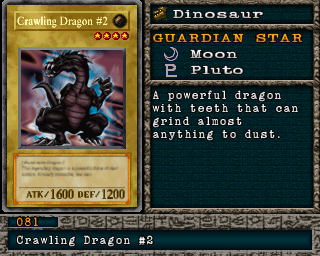 Crawling Dragon #2
ATK/1600 DEF/1200
Dinosaur
GUARDIAN STAR
Moon
Pluto
A powerful dragon
with teeth that can
grind almost
anything to dust.
081
Crawling Dragon #2